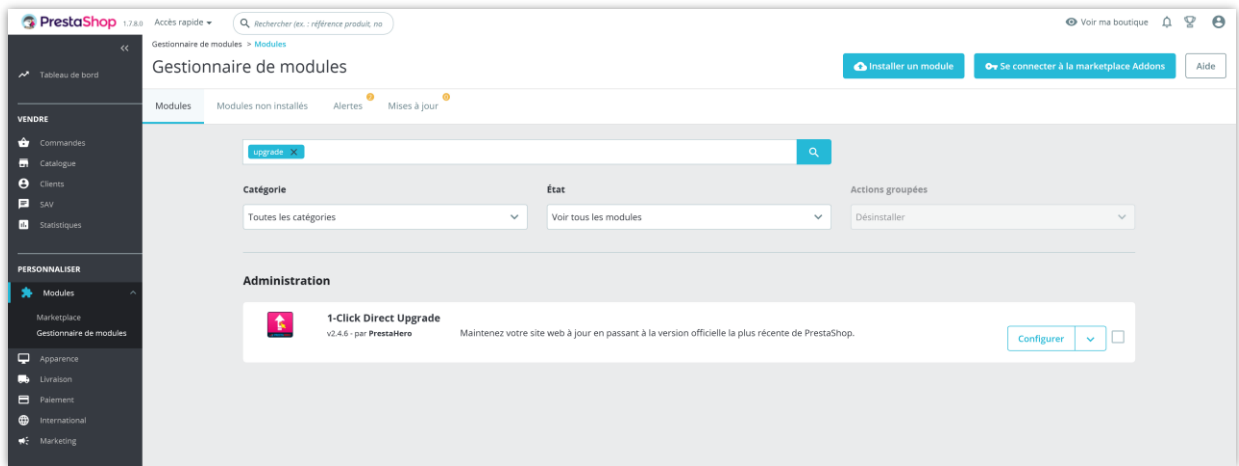 PrestaShop 1.7.8.0 Accès rapide Rechercher (ex. : référence produit, no Voir ma boutique
Gestionnaire de modules > Modules
Gestionnaire de modules
Installer un module Se connecter à la marketplace Addons Aide
Modules Modules non installés Alertes Mises à jour
Tableau de bord
VENDRE
Commandes
Catalogue
Clients
SAV
Statistiques
PERSONNALISER
Modules
Marketplace
Gestionnaire de modules
Apparence
Livraison
Paiement
International
Marketing
upgrade
Catégorie État Actions groupées
Toutes les catégories Voir tous les modules Désinstaller
Administration
1-Click Direct Upgrade
v2.4.6 - par PrestaHero Maintenez votre site web à jour en passant à la version officielle la plus récente de PrestaShop.
Configurer